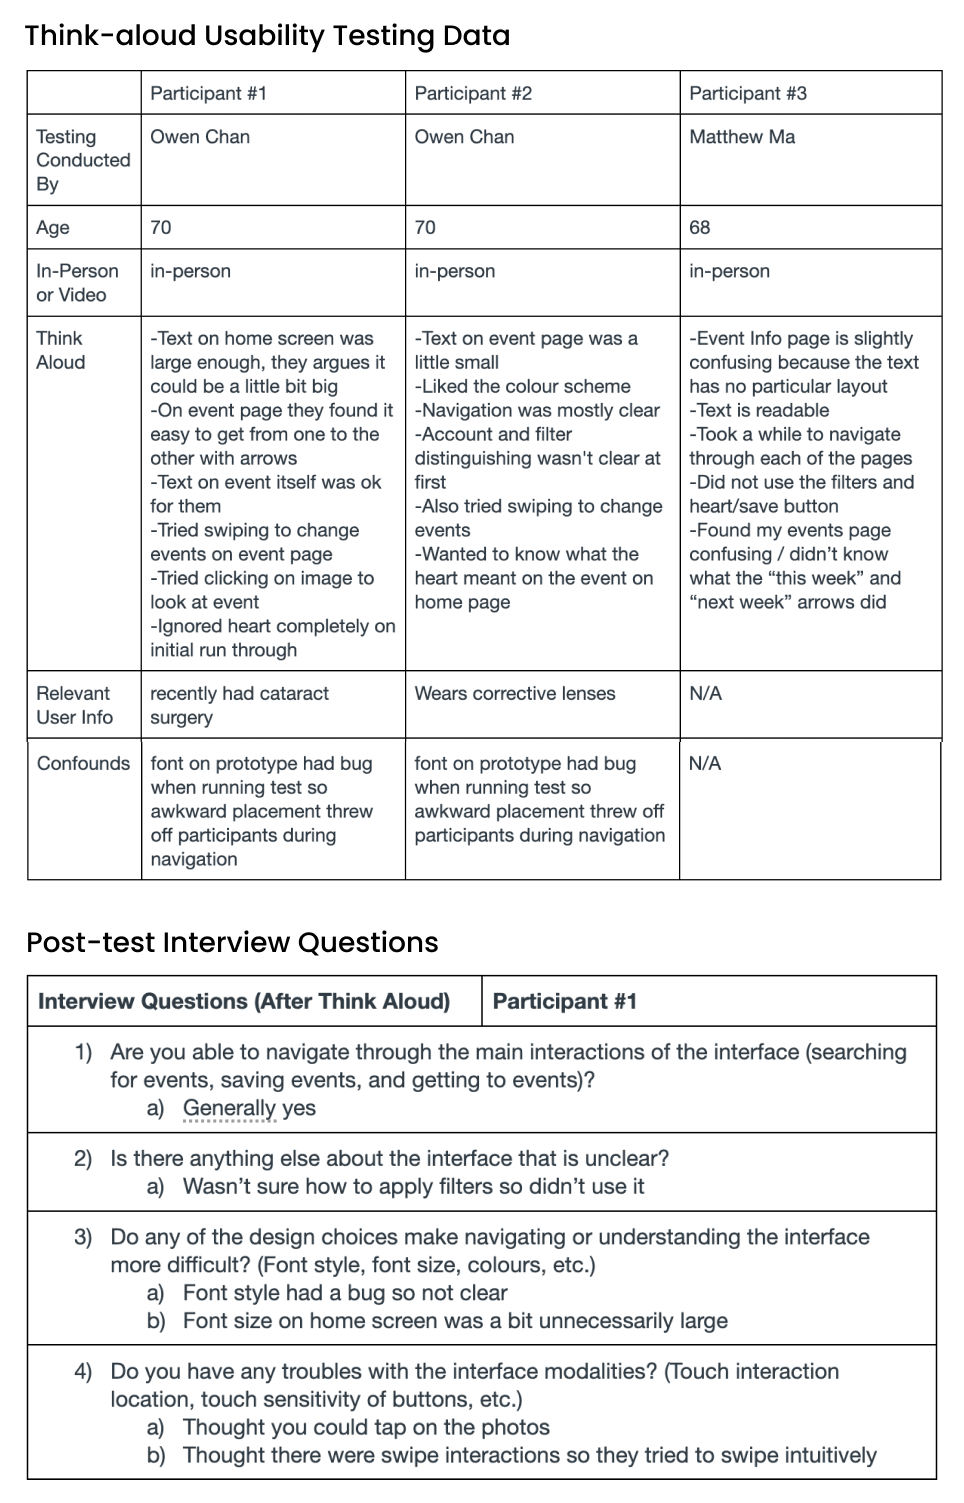 Think-aloud Usability Testing Data
Participant #1
Participant #2
Participant #3
Testing
Conducted
By
Owen Chan
Owen Chan
Matthew Ma
Age
70
70
68
In-Person
or Video
in-person
in-person
in-person
Think
Aloud
-Text on home screen was
large enough, they argues it
could be a little bit big
-On event page they found it
easy to get from one to the
other with arrows
-Text on event itself was ok
for them
-Tried swiping to change
events on event page
-Tried clicking on image to
look at event
-Ignored heart completely on
initial run through
-Text on event page was a
little small
-Liked the colour scheme
-Navigation was mostly clear
-Account and filter
distinguishing wasn't clear at
first
-Also tried swiping to change
events
-Wanted to know what the
heart meant on the event on
home page
-Event Info page is slightly
confusing because the text
has no particular layout
-Text is readable
-Took a while to navigate
through each of the pages
-Did not use the filters and
heart/save button
-Found my events page
confusing / didn’t know
what the “this week” and
“next week” arrows did
Relevant
User Info
recently had cataract
surgery
Wears corrective lenses
N/A
Confounds
font on prototype had bug
when running test so
awkward placement threw
off participants during
navigation
font on prototype had bug
when running test so
awkward placement threw off
participants during navigation
N/A
Post-test Interview Questions
Interview Questions (After Think Aloud)
Participant #1
1) Are you able to navigate through the main interactions of the interface (searching
for events, saving events, and getting to events)?
a) Generally yes
2) Is there anything else about the interface that is unclear?
a) Wasn’t sure how to apply filters so didn’t use it
3) Do any of the design choices make navigating or understanding the interface
more difficult? (Font style, font size, colours, etc.)
a) Font style had a bug so not clear
b) Font size on home screen was a bit unnecessarily large
4) Do you have any troubles with the interface modalities? (Touch interaction
location, touch sensitivity of buttons, etc.)
a) Thought you could tap on the photos
b) Thought there were swipe interactions so they tried to swipe intuitively